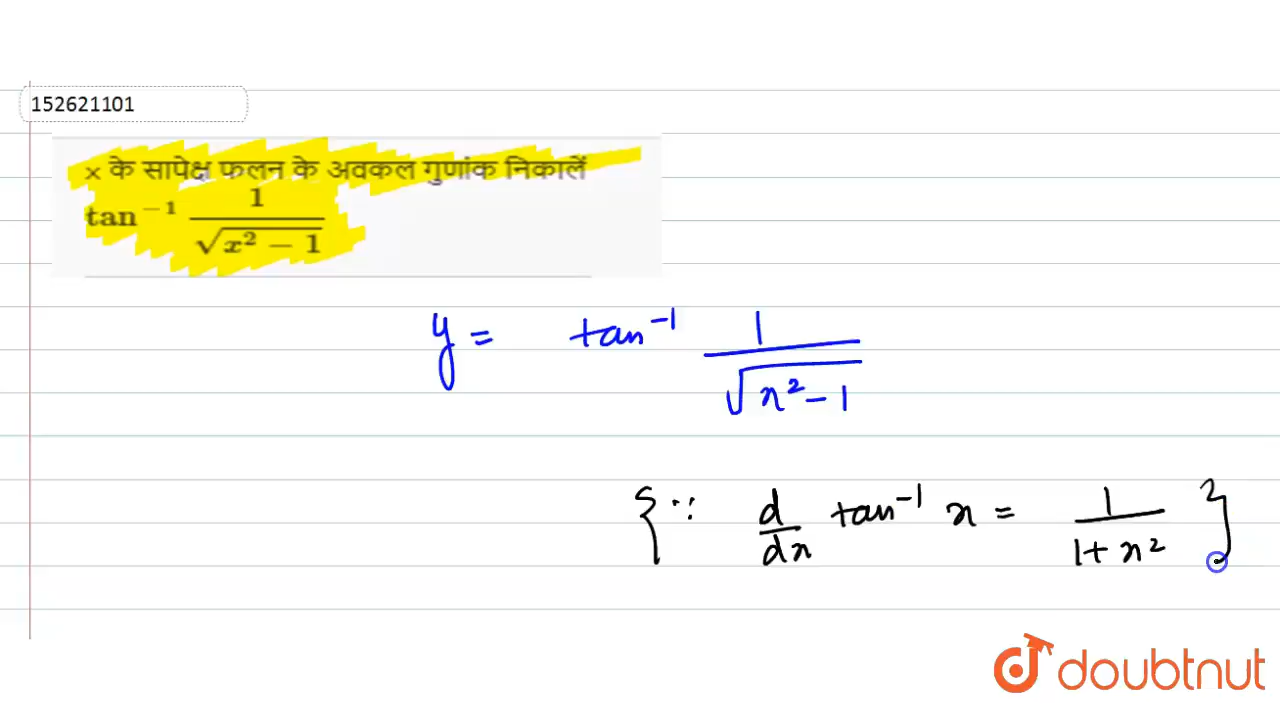 152621101
x के सापेक्ष फलन के अवकल गुणांक निकालें
tan⁻¹ 1/√(x² − 1)
y = tan⁻¹ 1/√(x² − 1)
{ ∵ d/dx tan⁻¹ x = 1/(1 + x²) }
doubtnut